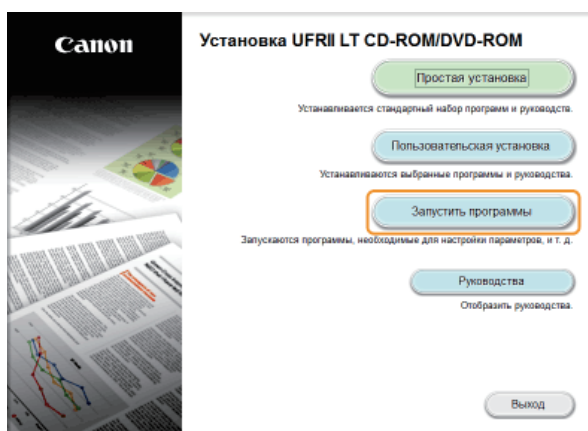 Canon
Установка UFRII LT CD-ROM/DVD-ROM
Простая установка
Устанавливается стандартный набор программ и руководств.
Пользовательская установка
Устанавливаются выбранные программы и руководства.
Запустить программы
Запускаются программы, необходимые для настройки параметров, и т. д.
Руководства
Отобразить руководства.
Выход